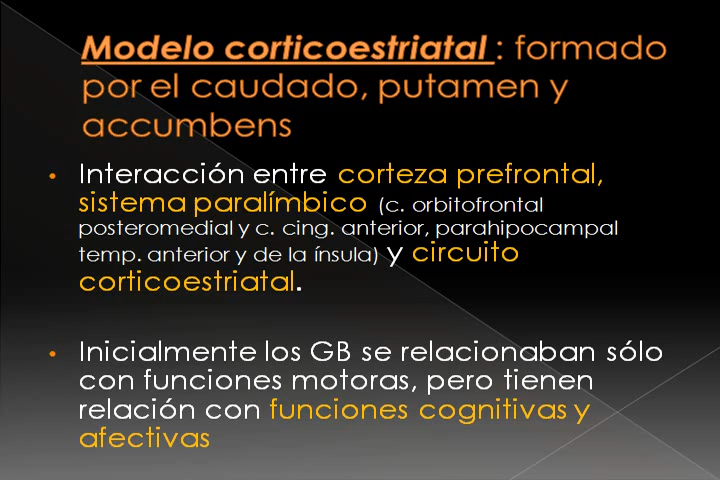 Modelo corticoestriatal : formado
por el caudado, putamen y
accumbens
• Interacción entre corteza prefrontal,
sistema paralímbico (c. orbitofrontal
posteromedial y c. cing. anterior, parahipocampal
temp. anterior y de la ínsula) y circuito
corticoestriatal.
• Inicialmente los GB se relacionaban sólo
con funciones motoras, pero tienen
relación con funciones cognitivas y
afectivas